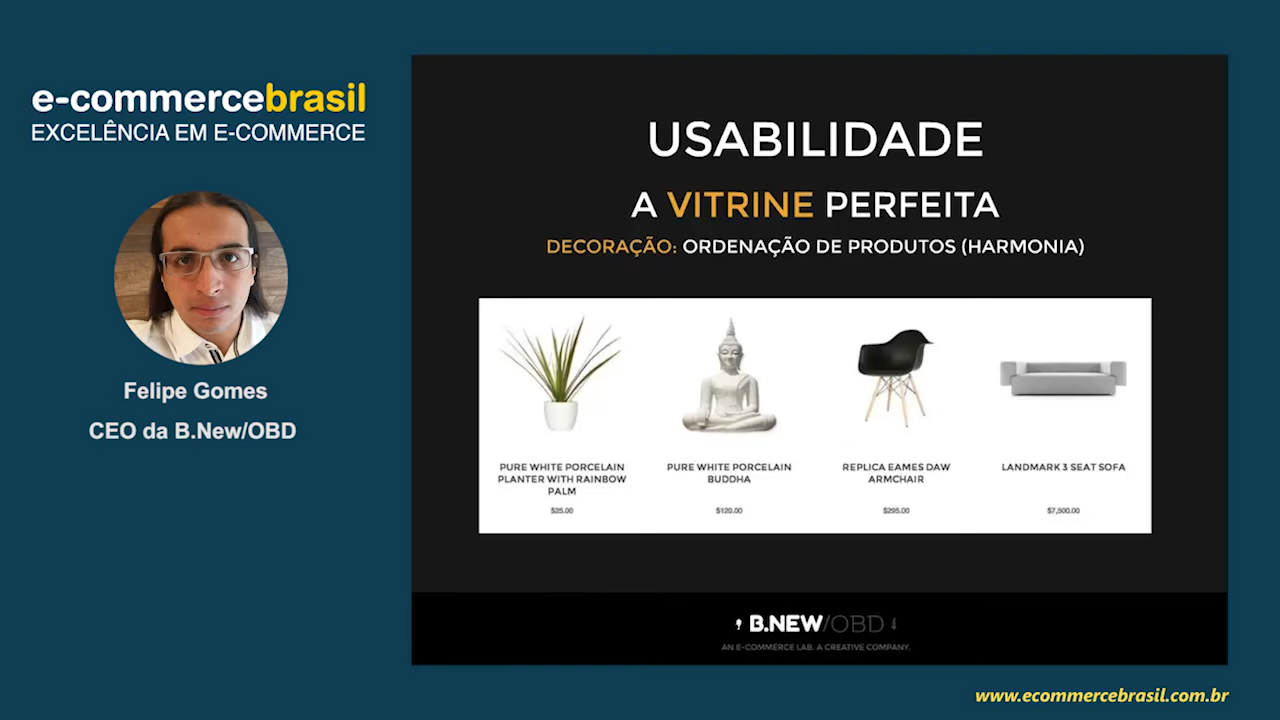 e-commercebrasil
EXCELÊNCIA EM E-COMMERCE
Felipe Gomes
CEO da B.New/OBD
USABILIDADE
A VITRINE PERFEITA
DECORAÇÃO: ORDENAÇÃO DE PRODUTOS (HARMONIA)
PURE WHITE PORCELAIN
PLANTER WITH RAINBOW
PALM
$25.00
PURE WHITE PORCELAIN
BUDDHA
$120.00
REPLICA EAMES DAW
ARMCHAIR
$295.00
LANDMARK 3 SEAT SOFA
$7,500.00
B.NEW/OBD
AN E-COMMERCE LAB. A CREATIVE COMPANY.
www.ecommercebrasil.com.br